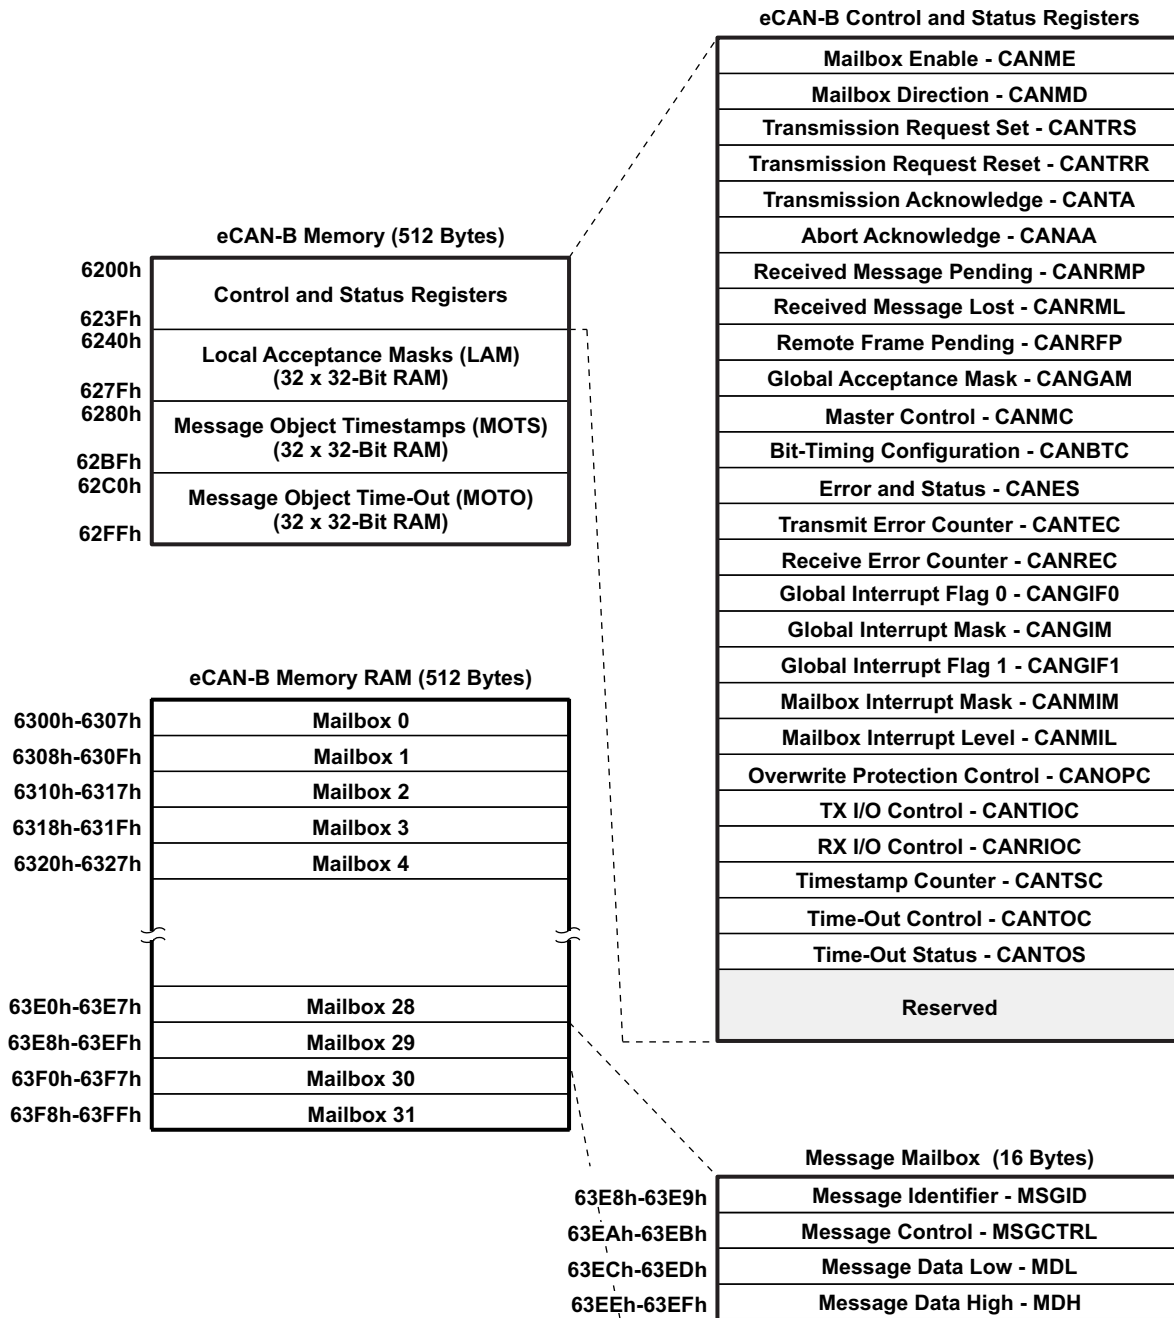 eCAN-B Control and Status Registers
Mailbox Enable - CANME
Mailbox Direction - CANMD
Transmission Request Set - CANTRS
Transmission Request Reset - CANTRR
Transmission Acknowledge - CANTA
Abort Acknowledge - CANAA
Received Message Pending - CANRMP
Received Message Lost - CANRML
Remote Frame Pending - CANRFP
Global Acceptance Mask - CANGAM
Master Control - CANMC
Bit-Timing Configuration - CANBTC
Error and Status - CANES
Transmit Error Counter - CANTEC
Receive Error Counter - CANREC
Global Interrupt Flag 0 - CANGIF0
Global Interrupt Mask - CANGIM
Global Interrupt Flag 1 - CANGIF1
Mailbox Interrupt Mask - CANMIM
Mailbox Interrupt Level - CANMIL
Overwrite Protection Control - CANOPC
TX I/O Control - CANTIOC
RX I/O Control - CANRIOC
Timestamp Counter - CANTSC
Time-Out Control - CANTOC
Time-Out Status - CANTOS
Reserved
eCAN-B Memory (512 Bytes)
6200h
Control and Status Registers
623Fh
6240h
Local Acceptance Masks (LAM)
(32 x 32-Bit RAM)
627Fh
6280h
Message Object Timestamps (MOTS)
(32 x 32-Bit RAM)
62BFh
62C0h
Message Object Time-Out (MOTO)
(32 x 32-Bit RAM)
62FFh
eCAN-B Memory RAM (512 Bytes)
6300h-6307h Mailbox 0
6308h-630Fh Mailbox 1
6310h-6317h Mailbox 2
6318h-631Fh Mailbox 3
6320h-6327h Mailbox 4
63E0h-63E7h Mailbox 28
63E8h-63EFh Mailbox 29
63F0h-63F7h Mailbox 30
63F8h-63FFh Mailbox 31
Message Mailbox (16 Bytes)
63E8h-63E9h Message Identifier - MSGID
63EAh-63EBh Message Control - MSGCTRL
63ECh-63EDh Message Data Low - MDL
63EEh-63EFh Message Data High - MDH